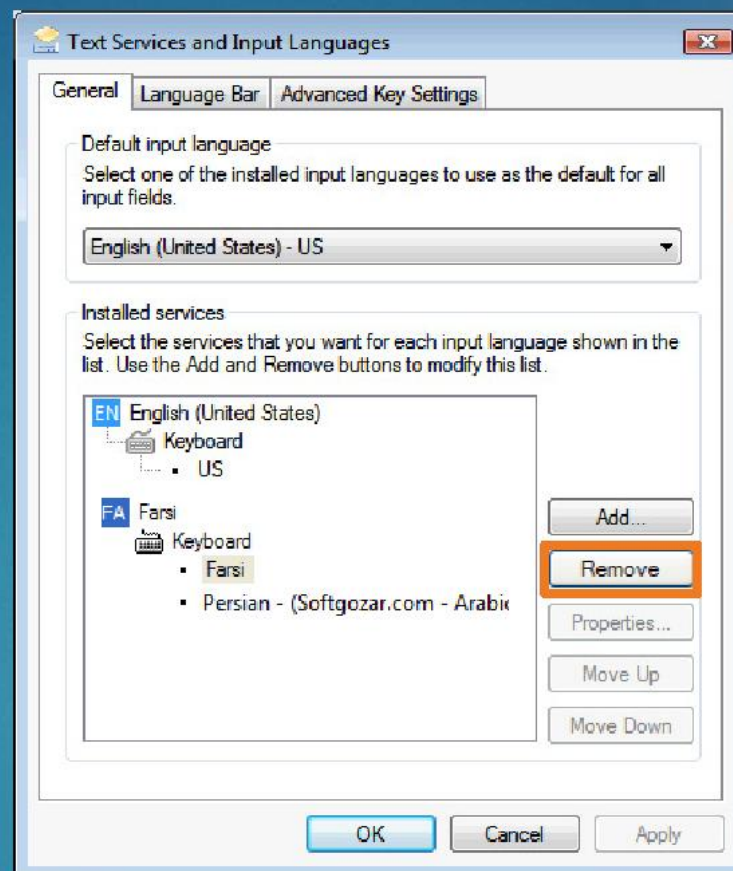 Text Services and Input Languages
General Language Bar Advanced Key Settings
Default input language
Select one of the installed input languages to use as the default for all
input fields.
English (United States) - US
Installed services
Select the services that you want for each input language shown in the
list. Use the Add and Remove buttons to modify this list.
EN English (United States)
Keyboard
US
FA Farsi
Keyboard
Farsi
Persian - (Softgozar.com - Arabic
Add...
Remove
Properties...
Move Up
Move Down
OK Cancel Apply